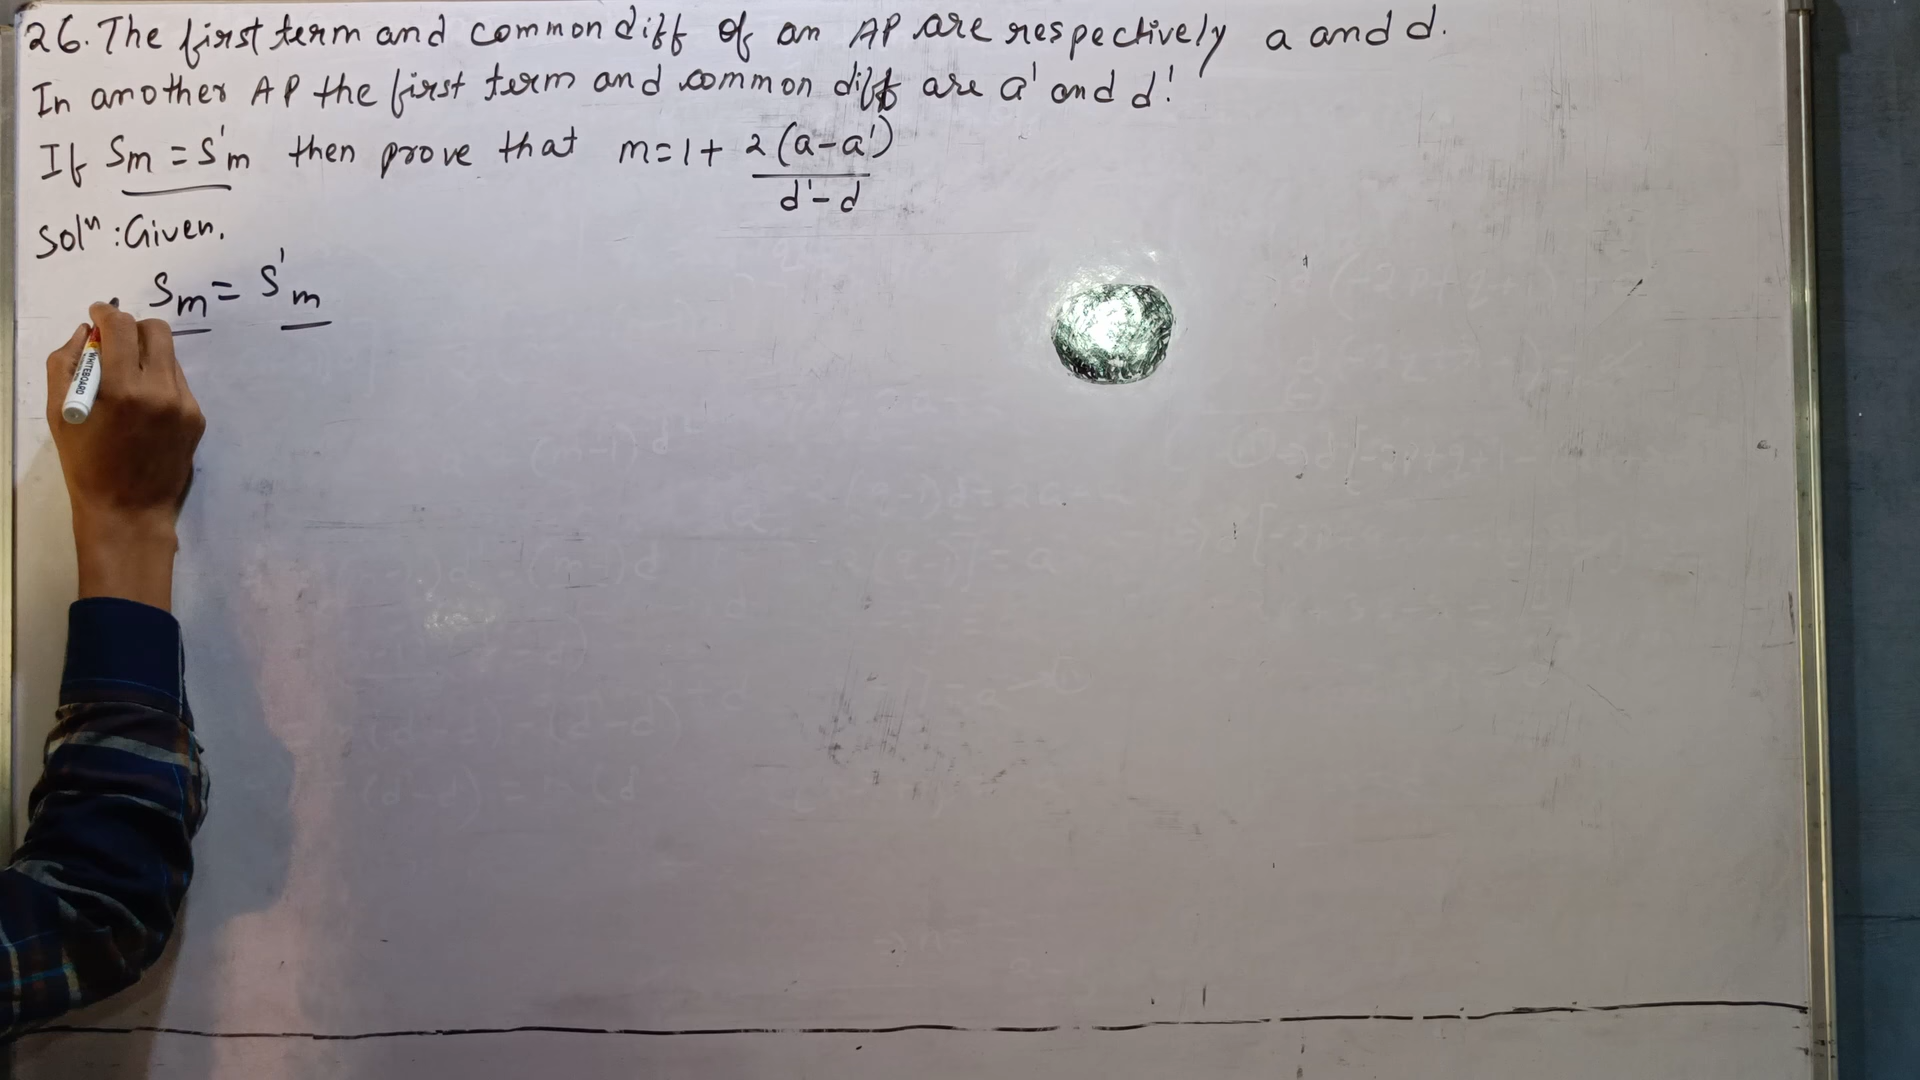 26. The first term and common diff of an AP are respectively a and d.
In another AP the first term and common diff are a' and d'.
If Sm = S'm then prove that m = 1 + 2(a-a')/d'-d
Solⁿ : Given.
Sm = S'm
WHITEBOARD